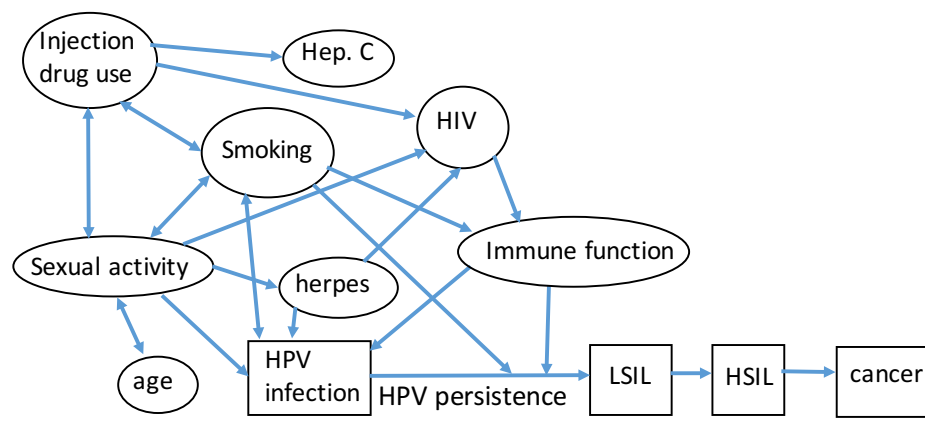 Injection
drug use
Hep. C
HIV
Smoking
Immune function
Sexual activity
herpes
HPV
infection
age
HPV persistence
LSIL
HSIL
cancer